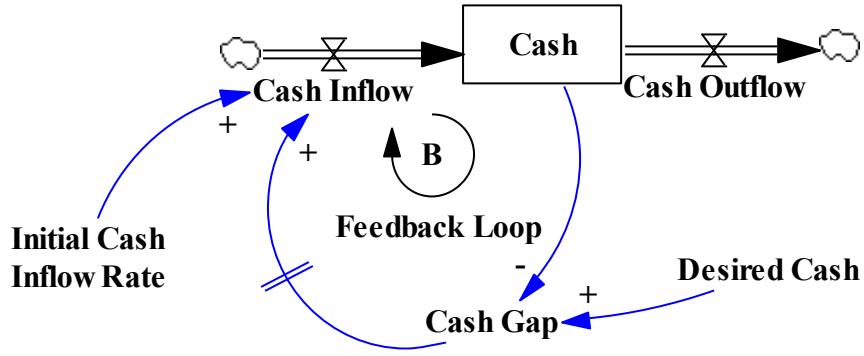 Cash
Cash Inflow
Cash Outflow
+
+
B
Initial Cash
Inflow Rate
Feedback Loop
-
+
Desired Cash
Cash Gap